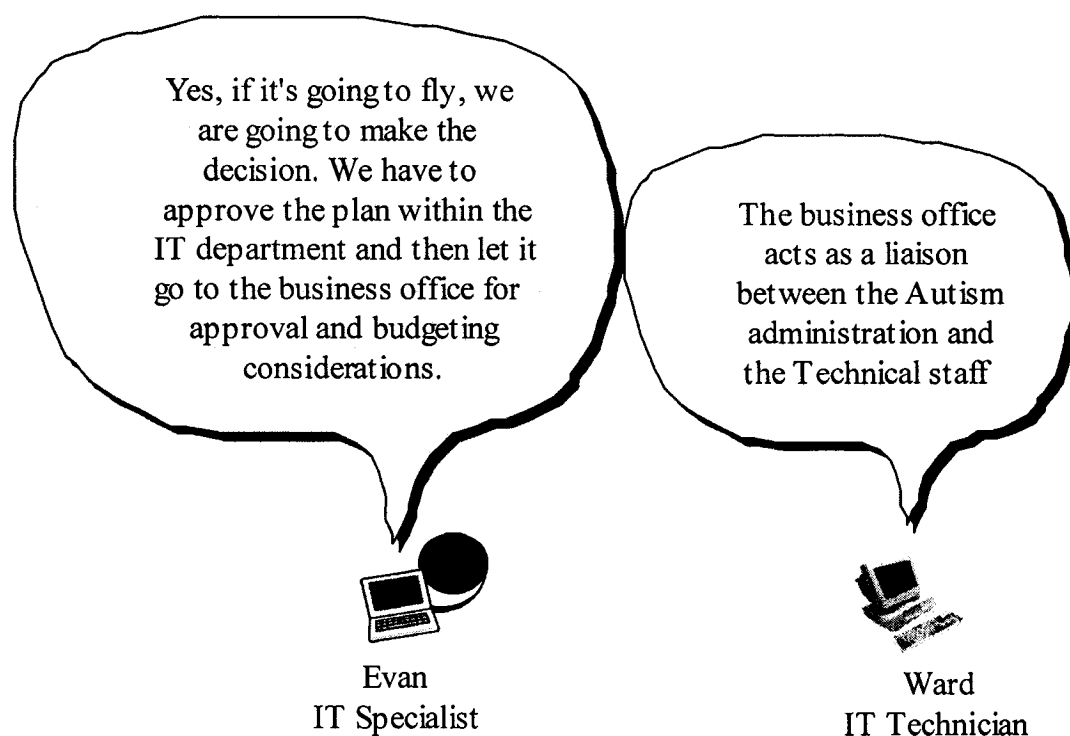 Yes, if it's going to fly, we
are going to make the
decision. We have to
approve the plan within the
IT department and then let it
go to the business office for
approval and budgeting
considerations.
The business office
acts as a liaison
between the Autism
administration and
the Technical staff
Evan
IT Specialist
Ward
IT Technician